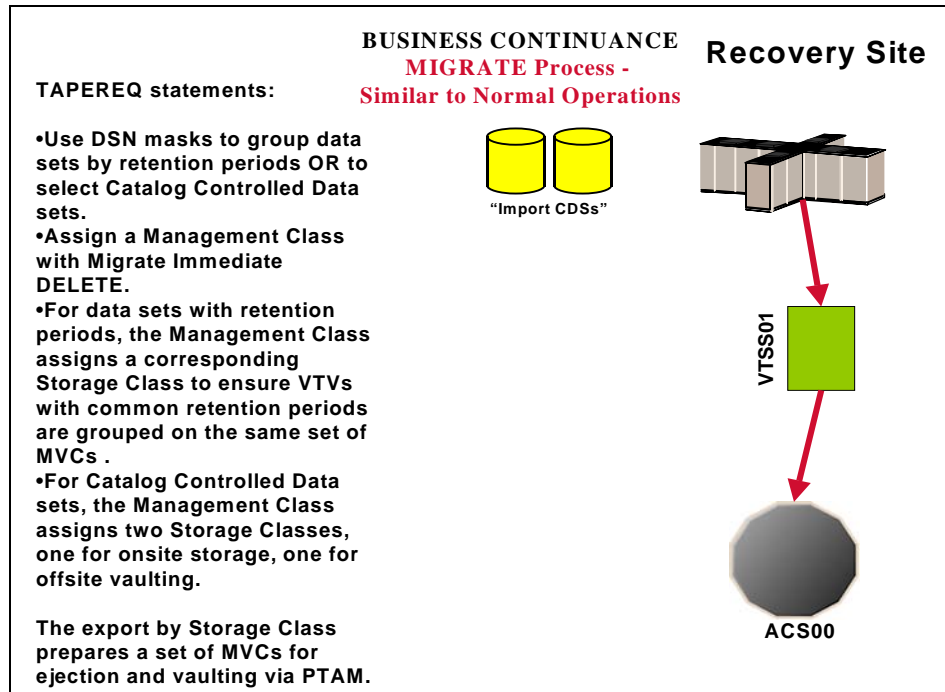 BUSINESS CONTINUANCE
MIGRATE Process -
Similar to Normal Operations
Recovery Site
TAPEREQ statements:
•Use DSN masks to group data
sets by retention periods OR to
select Catalog Controlled Data
sets.
•Assign a Management Class
with Migrate Immediate
DELETE.
•For data sets with retention
periods, the Management Class
assigns a corresponding
Storage Class to ensure VTVs
with common retention periods
are grouped on the same set of
MVCs .
•For Catalog Controlled Data
sets, the Management Class
assigns two Storage Classes,
one for onsite storage, one for
offsite vaulting.
The export by Storage Class
prepares a set of MVCs for
ejection and vaulting via PTAM.
“Import CDSs”
VTSS01
ACS00